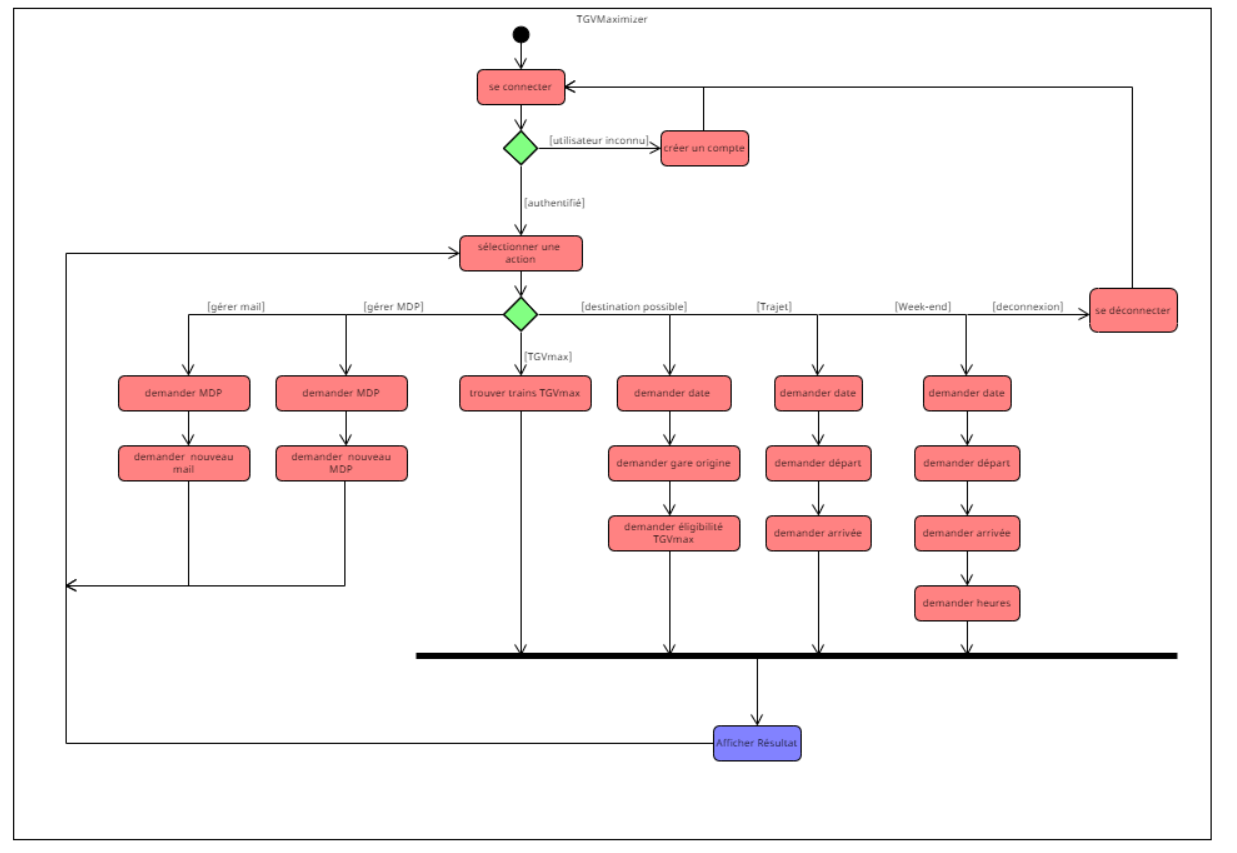 TGVMaximizer
se connecter
[utilisateur inconnu]
créer un compte
[authentifié]
sélectionner une
action
[gérer mail]
[gérer MDP]
[destination possible]
[Trajet]
[Week-end]
[deconnexion]
se déconnecter
[TGVmax]
demander MDP
demander MDP
trouver trains TGVmax
demander date
demander date
demander date
demander nouveau
mail
demander nouveau
MDP
demander gare origine
demander départ
demander départ
demander éligibilité
TGVmax
demander arrivée
demander arrivée
demander heures
Afficher Résultat